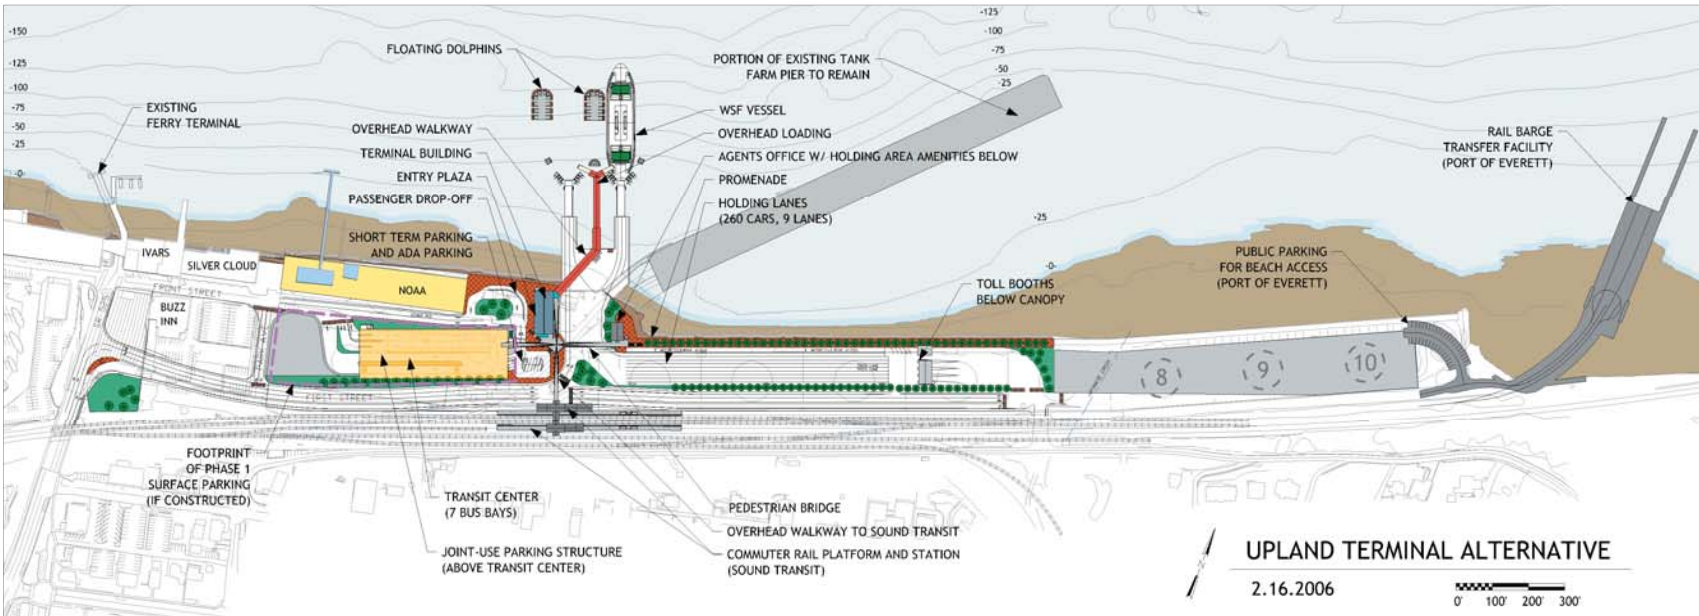 -150
-125
-100
-75
-50
-25
-0
-125
-100
-75
-50
-25
FLOATING DOLPHINS
PORTION OF EXISTING TANK
FARM PIER TO REMAIN
EXISTING
FERRY TERMINAL
WSF VESSEL
OVERHEAD WALKWAY
OVERHEAD LOADING
TERMINAL BUILDING
AGENTS OFFICE W/ HOLDING AREA AMENITIES BELOW
ENTRY PLAZA
PROMENADE
PASSENGER DROP-OFF
HOLDING LANES
(260 CARS, 9 LANES)
RAIL BARGE
TRANSFER FACILITY
(PORT OF EVERETT)
-25
-0
SHORT TERM PARKING
AND ADA PARKING
IVARS
SILVER CLOUD
NOAA
FRONT STREET
BUZZ
INN
PUBLIC PARKING
FOR BEACH ACCESS
(PORT OF EVERETT)
TOLL BOOTHS
BELOW CANOPY
8
9
10
FIRST STREET
FOOTPRINT
OF PHASE 1
SURFACE PARKING
(IF CONSTRUCTED)
TRANSIT CENTER
(7 BUS BAYS)
JOINT-USE PARKING STRUCTURE
(ABOVE TRANSIT CENTER)
PEDESTRIAN BRIDGE
OVERHEAD WALKWAY TO SOUND TRANSIT
COMMUTER RAIL PLATFORM AND STATION
(SOUND TRANSIT)
UPLAND TERMINAL ALTERNATIVE
2.16.2006
0' 100' 200' 300'